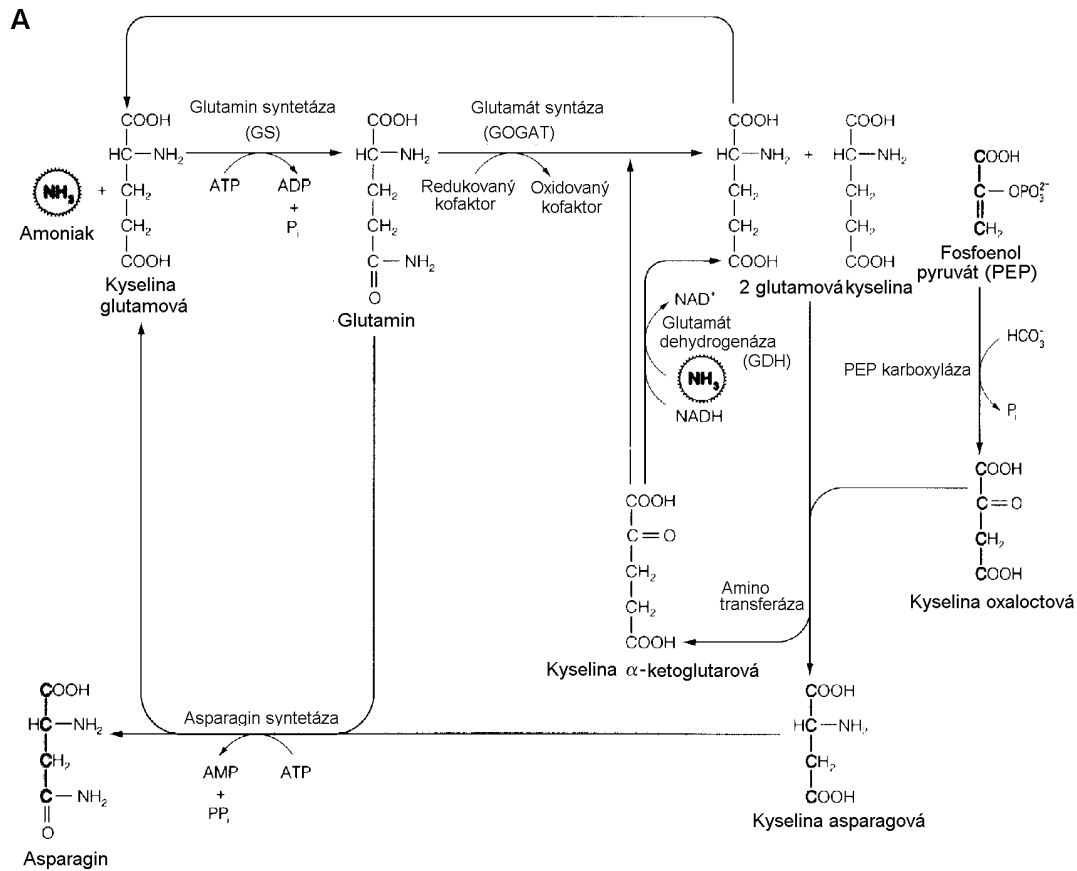 A
COOH
HC—NH2
CH2
CH2
COOH
NH3
+
Amoniak
Kyselina
glutamová
Glutamin syntetáza
(GS)
ATP
ADP
+
Pi
COOH
HC—NH2
CH2
CH2
C—NH2
O
Glutamin
Glutamát syntáza
(GOGAT)
Redukovaný
kofaktor
Oxidovaný
kofaktor
COOH
HC—NH2
CH2
CH2
COOH
+
COOH
HC—NH2
CH2
CH2
COOH
2 glutamová kyselina
COOH
C—OPO3 2−
CH2
Fosfoenol
pyruvát (PEP)
NAD+
Glutamát
dehydrogenáza
(GDH)
NH3
NADH
PEP karboxyláza
HCO3−
Pi
COOH
C=O
CH2
CH2
COOH
Kyselina α-ketoglutarová
COOH
C=O
CH2
COOH
Kyselina oxaloctová
Amino
transferáza
COOH
HC—NH2
CH2
COOH
Kyselina asparagová
Asparagin syntetáza
AMP
+
PPi
ATP
COOH
HC—NH2
CH2
C—NH2
O
Asparagin